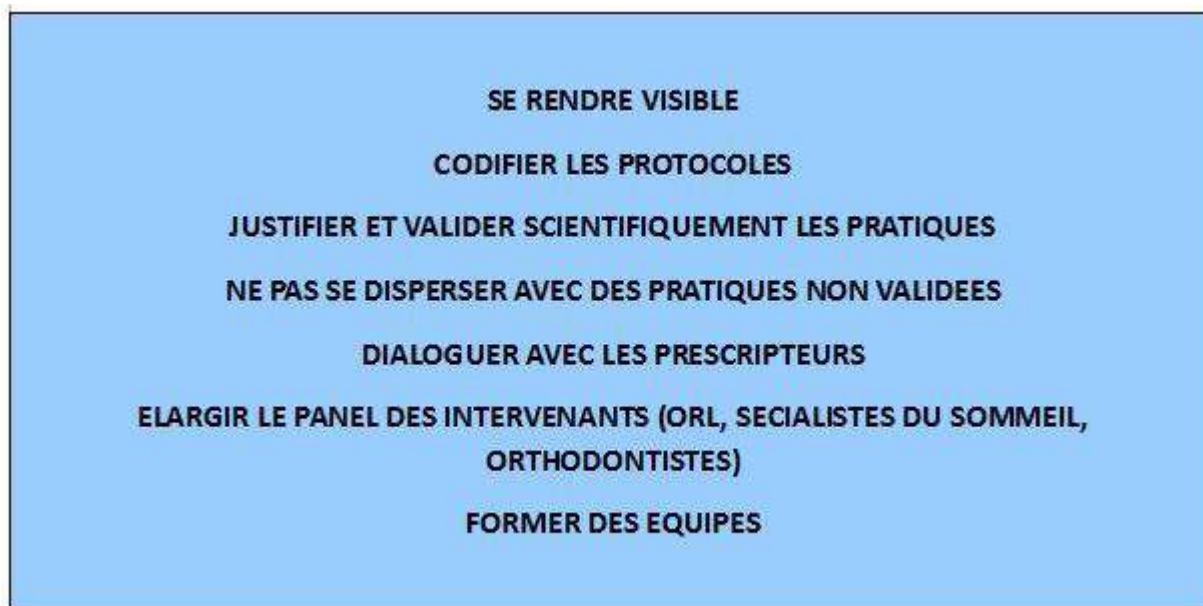 SE RENDRE VISIBLE
CODIFIER LES PROTOCOLES
JUSTIFIER ET VALIDER SCIENTIFIQUEMENT LES PRATIQUES
NE PAS SE DISPERSER AVEC DES PRATIQUES NON VALIDEES
DIALOGUER AVEC LES PRESCRIPTEURS
ELARGIR LE PANEL DES INTERVENANTS (ORL, SECIALISTES DU SOMMEIL,
ORTHODONTISTES)
FORMER DES EQUIPES